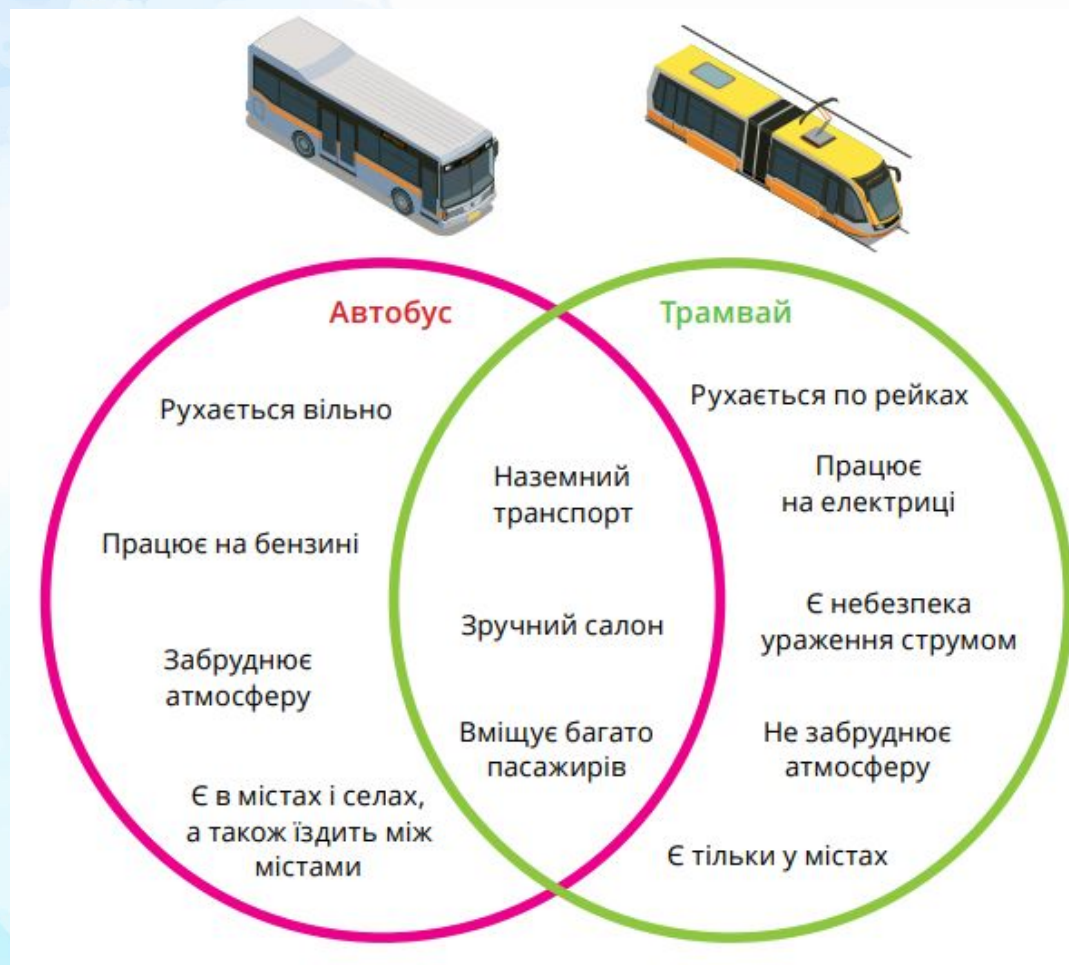 Автобус
Рухається вільно
Працює на бензині
Забруднює
атмосферу
Є в містах і селах,
а також їздить між
містами
Наземний
транспорт
Зручний салон
Вміщує багато
пасажирів
Трамвай
Рухається по рейках
Працює
на електриці
Є небезпека
ураження струмом
Не забруднює
атмосферу
Є тільки у містах